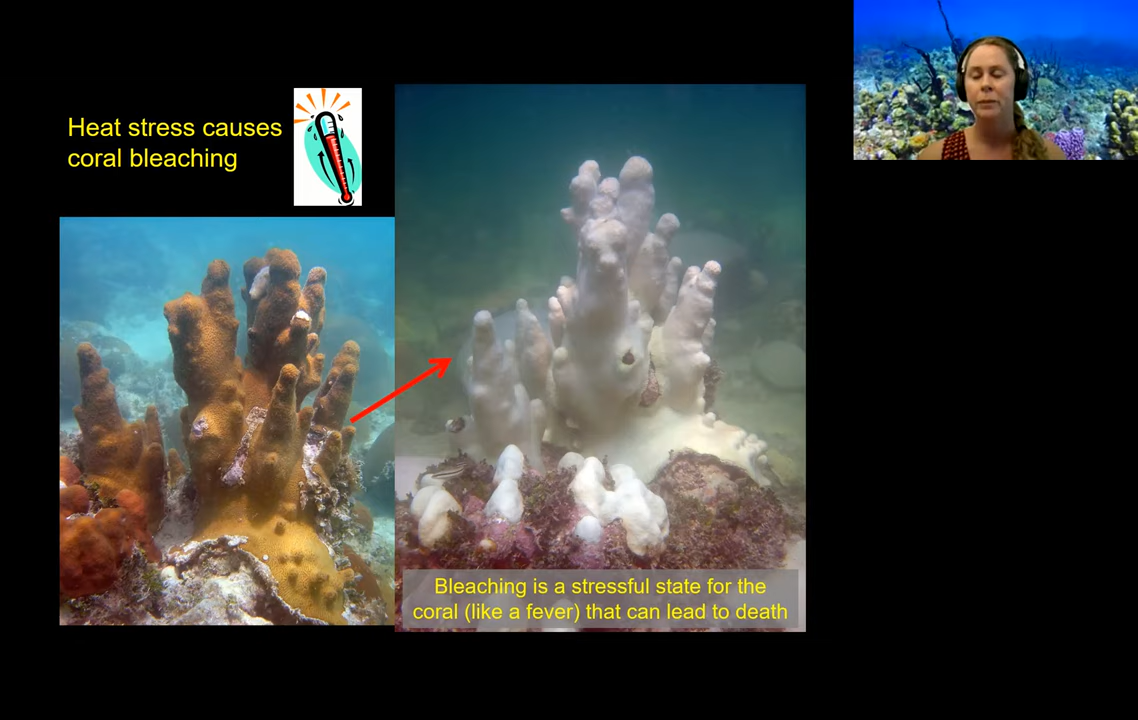 Heat stress causes
coral bleaching
Bleaching is a stressful state for the
coral (like a fever) that can lead to death